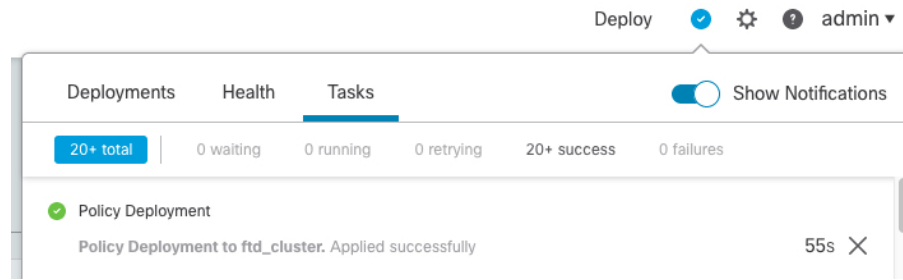 Deploy ? admin
Deployments Health Tasks Show Notifications
20+ total 0 waiting 0 running 0 retrying 20+ success 0 failures
Policy Deployment
Policy Deployment to ftd_cluster. Applied successfully 55s